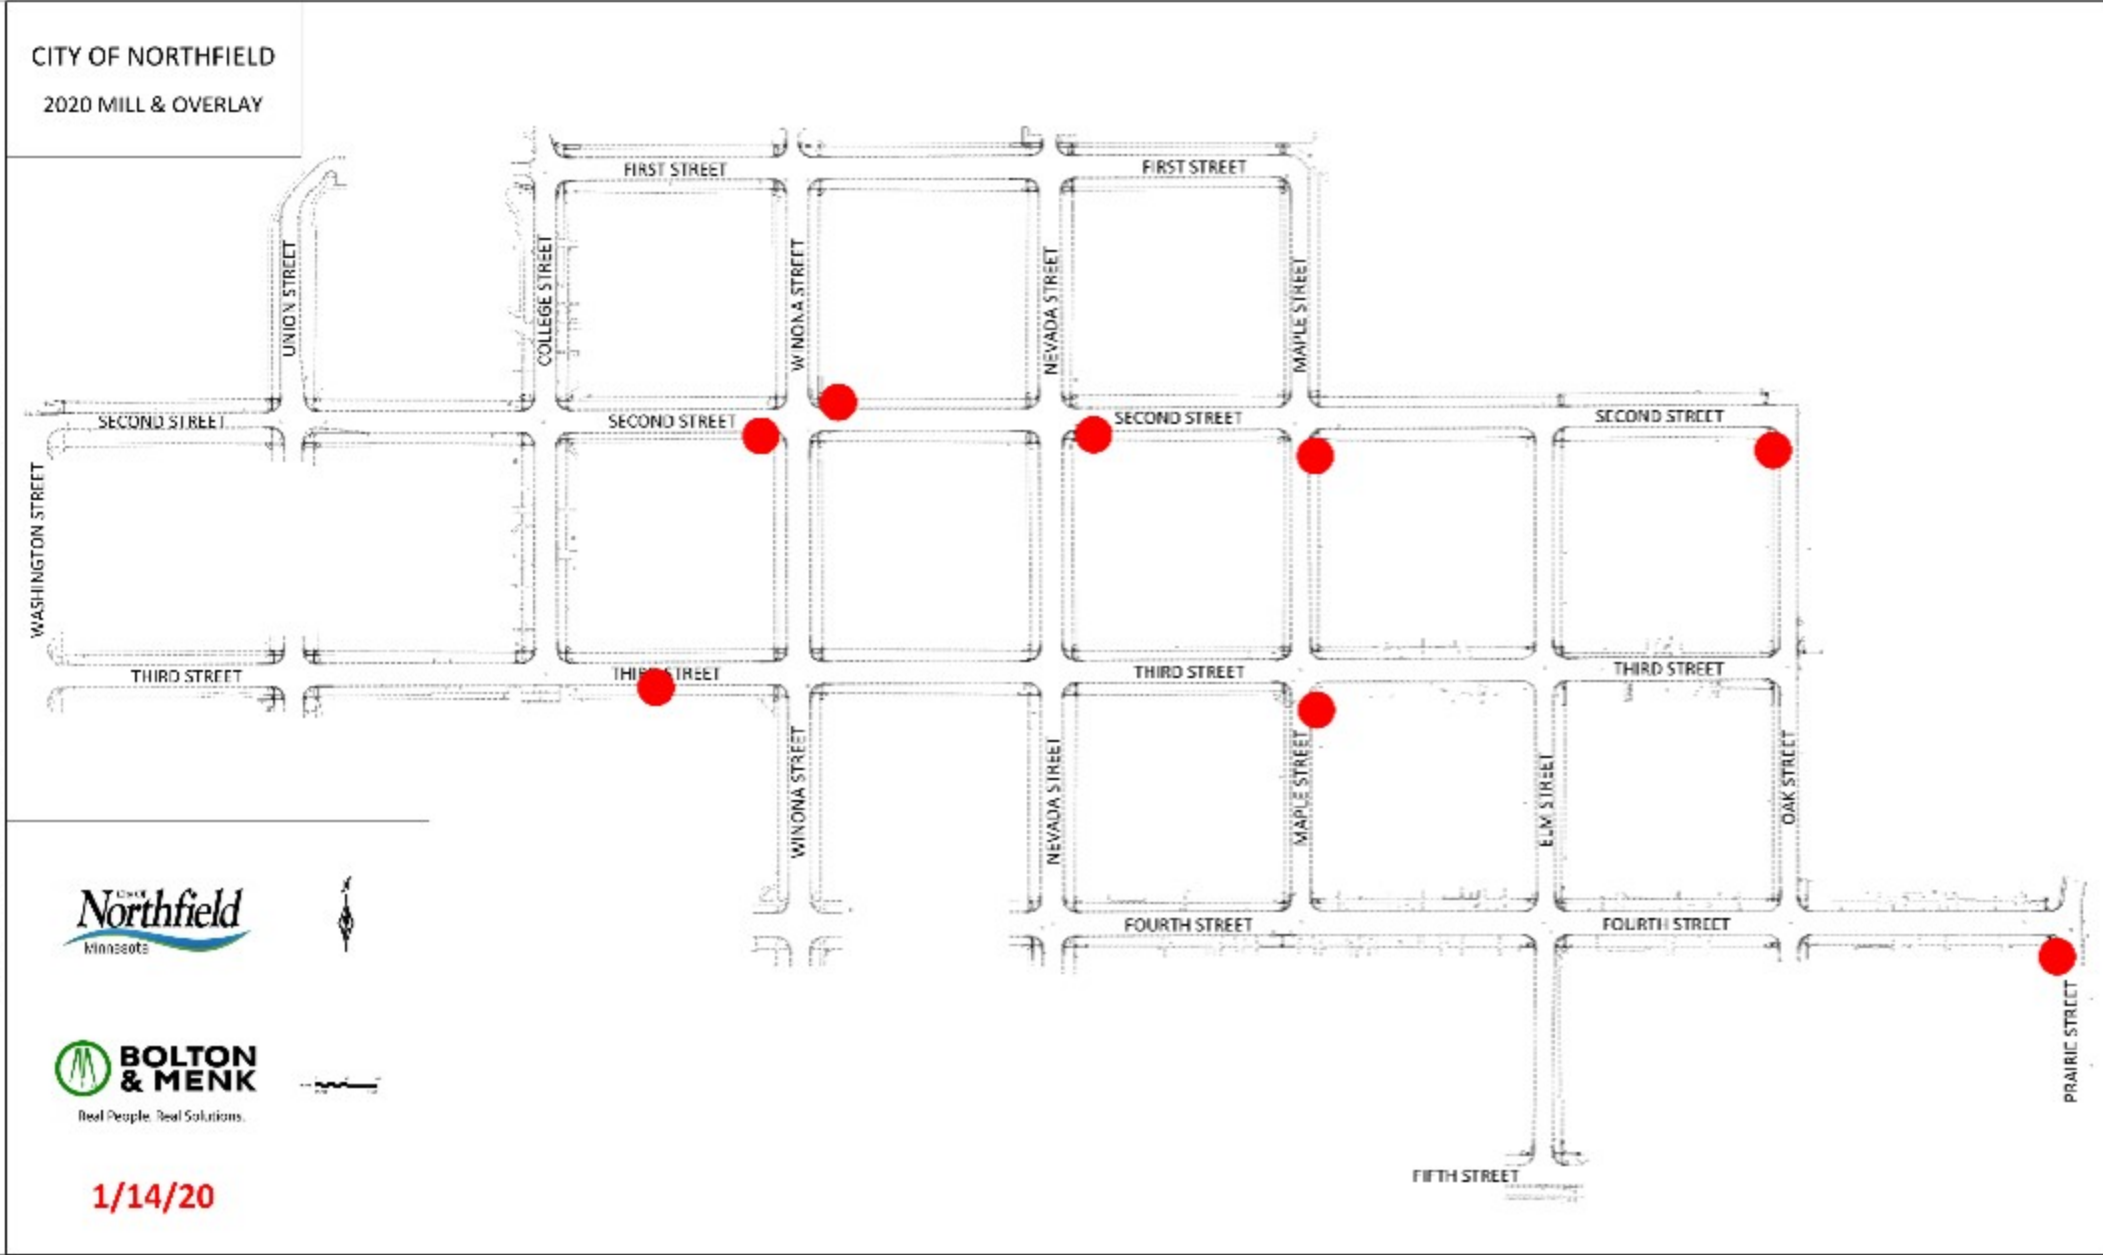 CITY OF NORTHFIELD
2020 MILL & OVERLAY
FIRST STREET
FIRST STREET
UNION STREET
COLLEGE STREET
WINONA STREET
NEVADA STREET
MAPLE STREET
SECOND STREET
SECOND STREET
SECOND STREET
SECOND STREET
WASHINGTON STREET
THIRD STREET
THIRD STREET
THIRD STREET
WINONA STREET
NEVADA STREET
MAPLE STREET
ELM STREET
OAK STREET
FOURTH STREET
FOURTH STREET
Northfield
Minnesota
PRAIRIE STREET
BOLTON
& MENK
Real People. Real Solutions.
FIFTH STREET
1/14/20